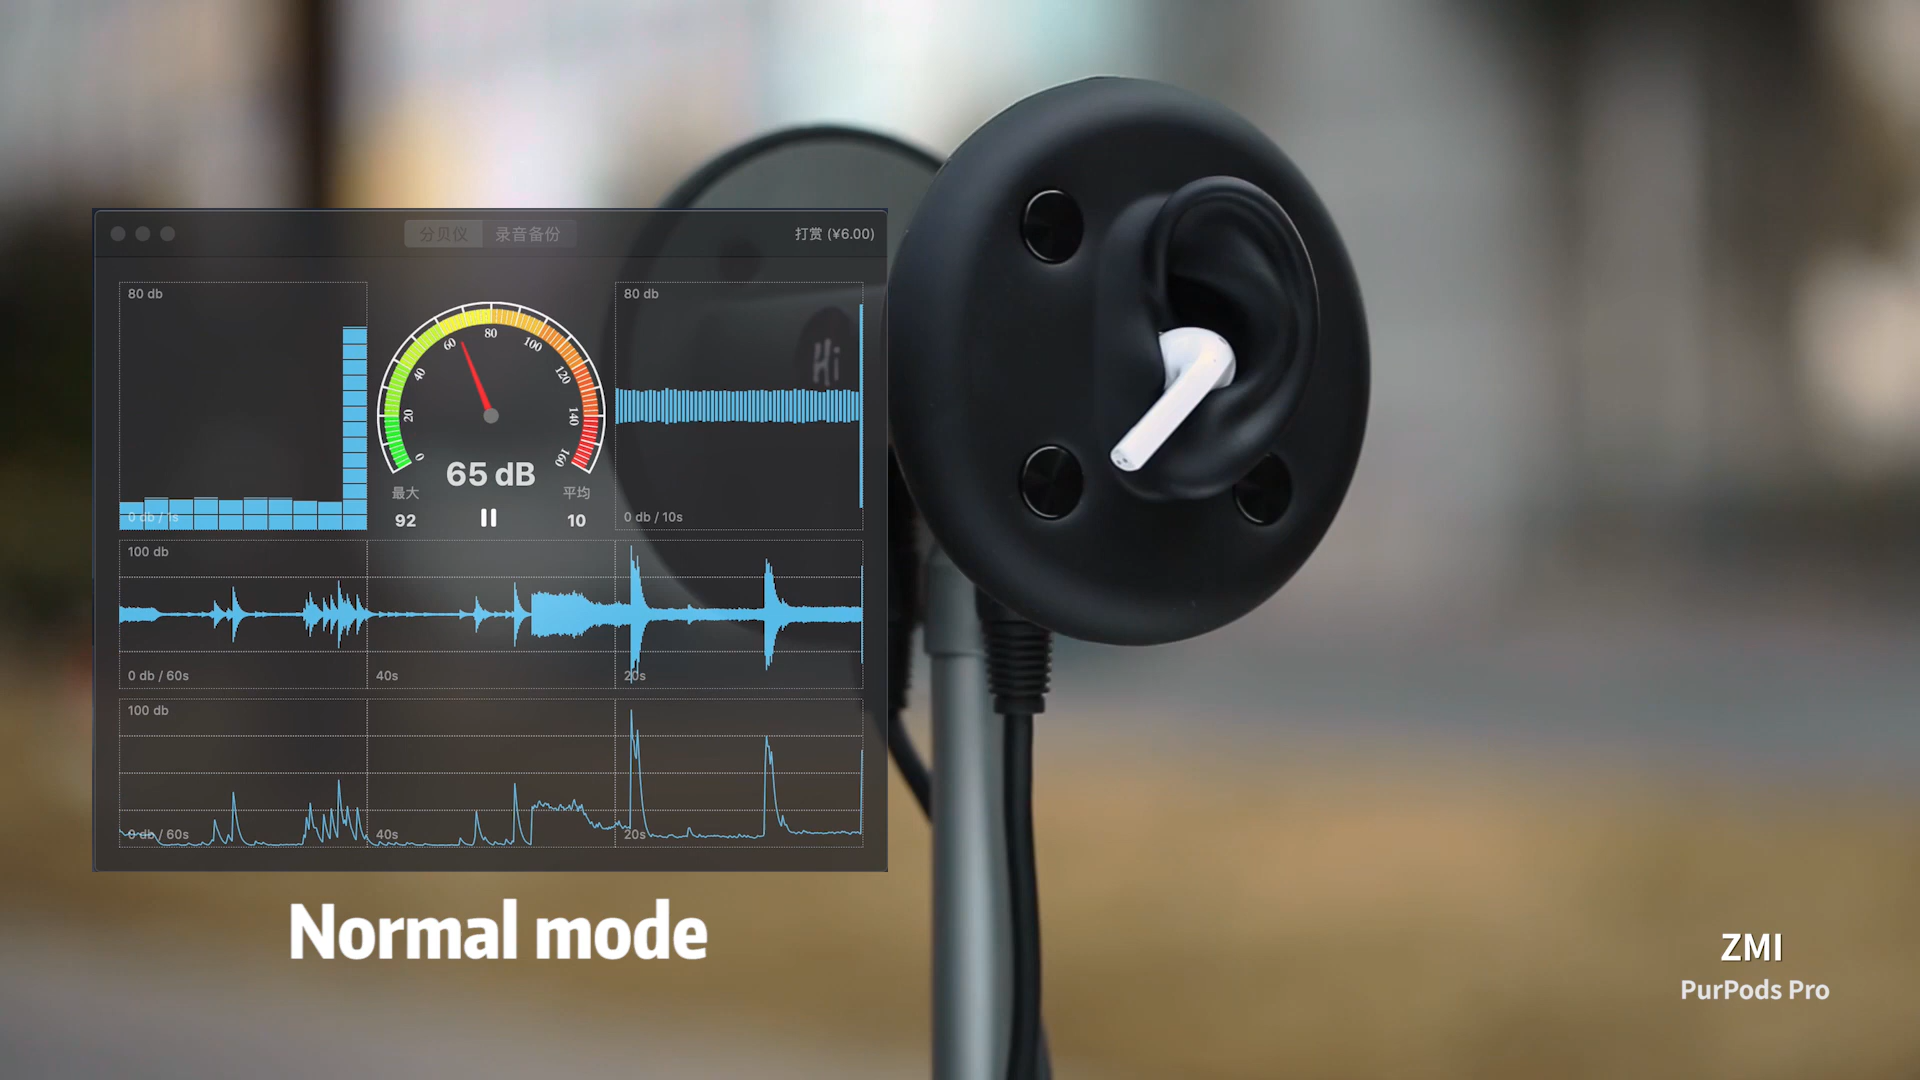 分贝仪 录音备份 打赏 (¥6.00)
80 db
0 db / 1s
0
20
40
60
80
100
120
140
160
65 dB
最大
92
平均
10
80 db
0 db / 10s
Hi
100 db
0 db / 60s
40s
20s
100 db
0 db / 60s
40s
20s
Normal mode
ZMI
PurPods Pro